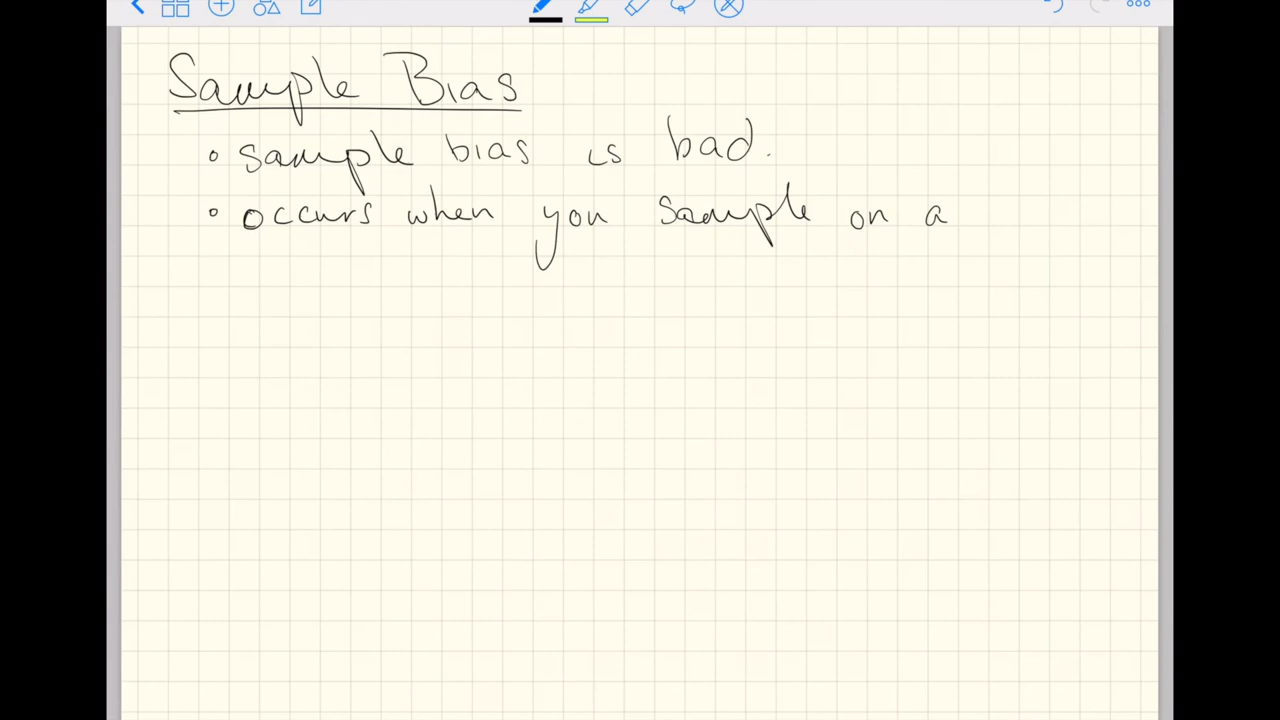 Sample Bias
◦ sample bias is bad.
◦ occurs when you sample on a